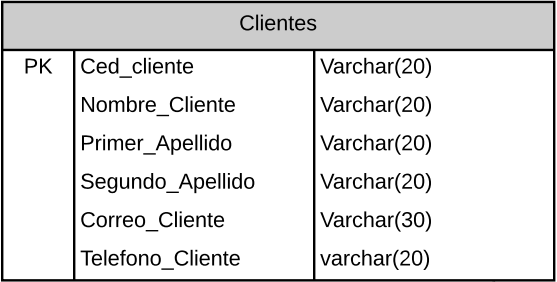 Clientes
PK Ced_cliente Varchar(20)
Nombre_Cliente Varchar(20)
Primer_Apellido Varchar(20)
Segundo_Apellido Varchar(20)
Correo_Cliente Varchar(30)
Telefono_Cliente varchar(20)